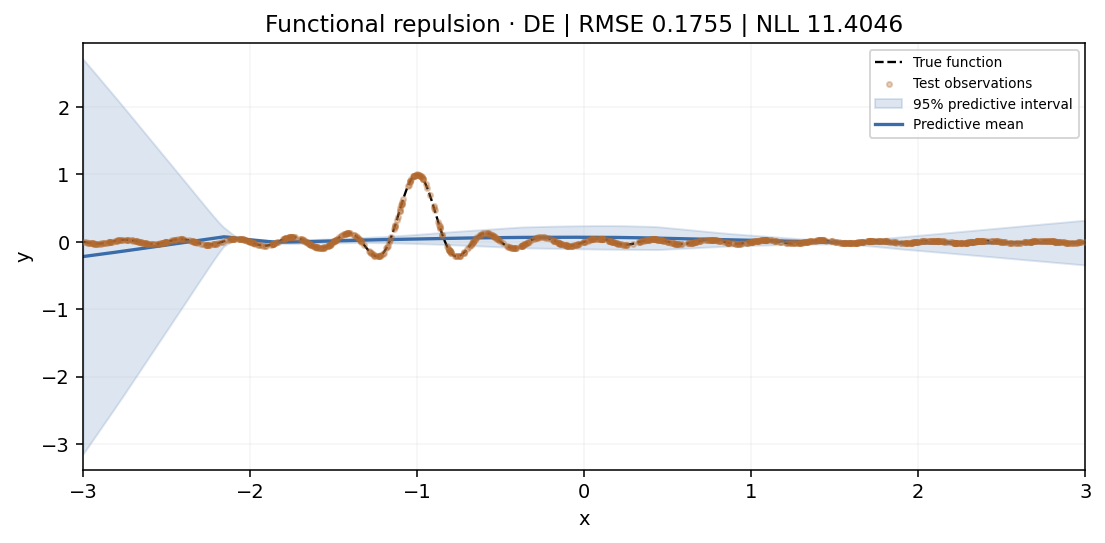 Functional repulsion · DE | RMSE 0.1755 | NLL 11.4046
True function
Test observations
95% predictive interval
Predictive mean
y
2
1
0
−1
−2
−3
−3 −2 −1 0 1 2 3
x